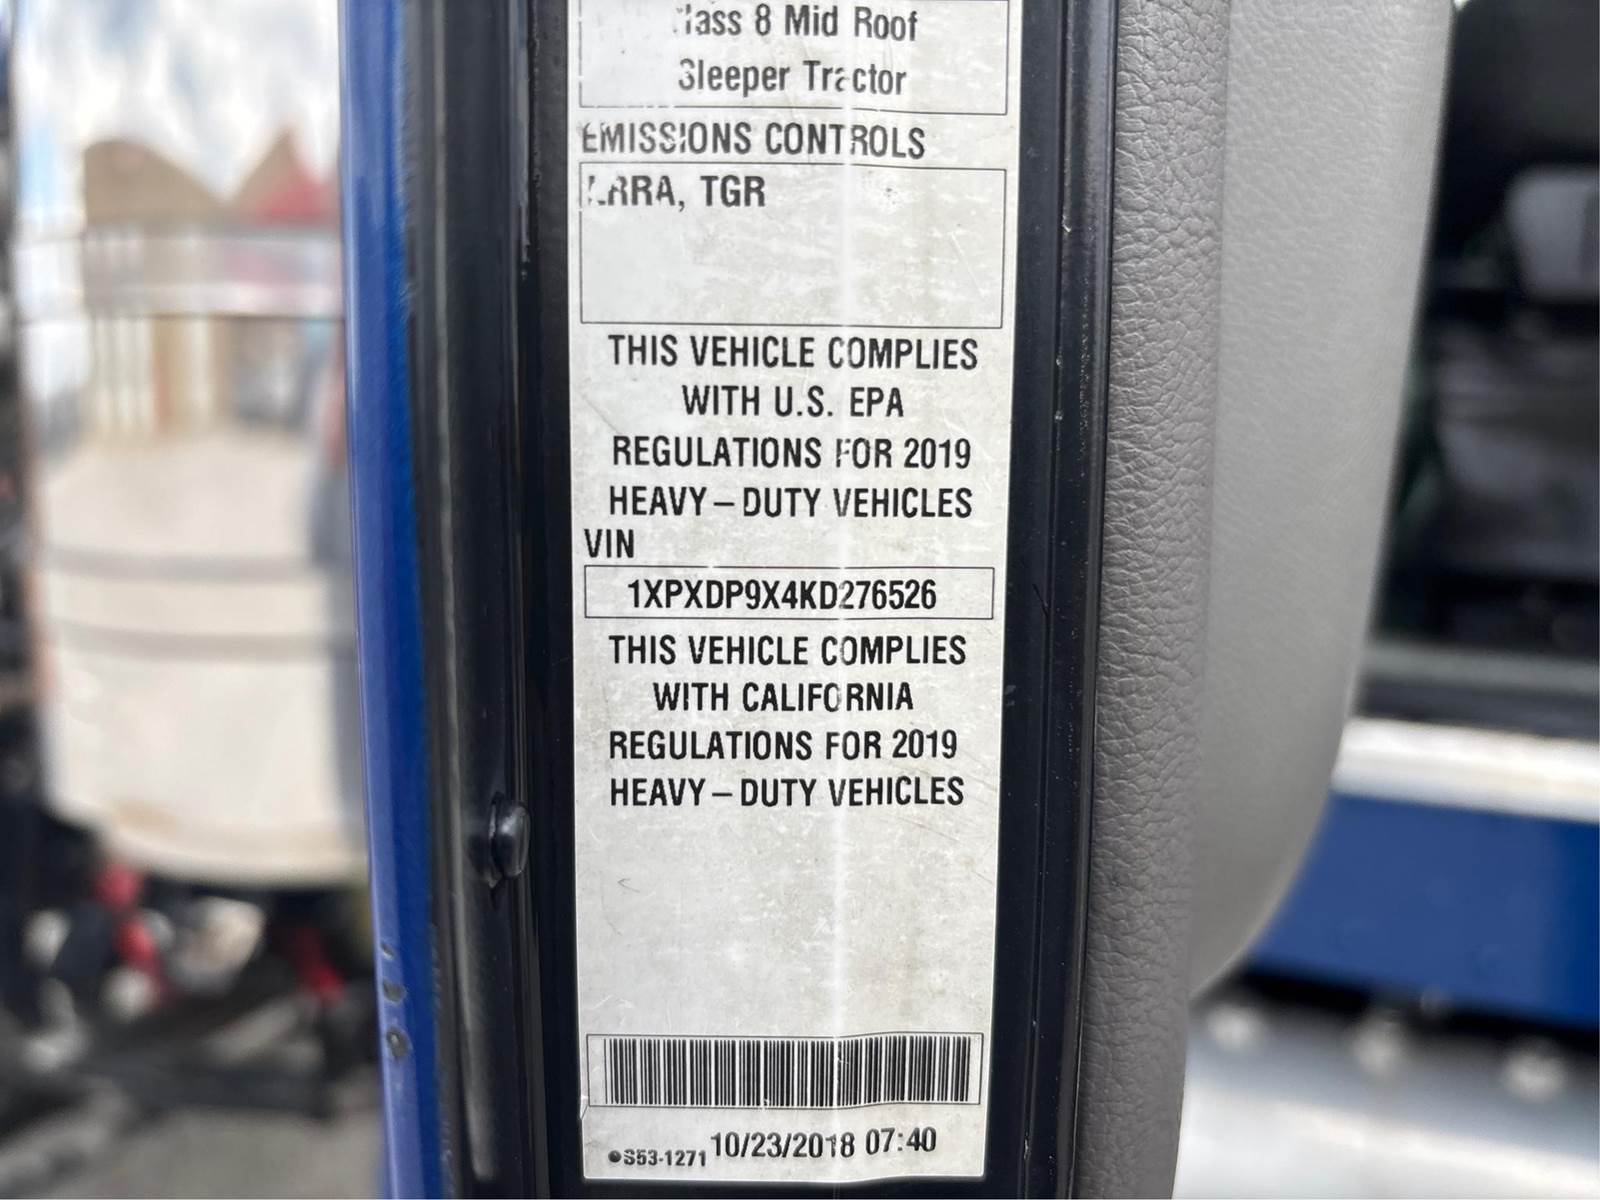 lass 8 Mid Roof
Sleeper Tractor
EMISSIONS CONTROLS
LRRA, TGR
THIS VEHICLE COMPLIES
WITH U.S. EPA
REGULATIONS FOR 2019
HEAVY-DUTY VEHICLES
VIN
1XPXDP9X4KD276526
THIS VEHICLE COMPLIES
WITH CALIFORNIA
REGULATIONS FOR 2019
HEAVY-DUTY VEHICLES
●S53-1271 10/23/2018 07:40